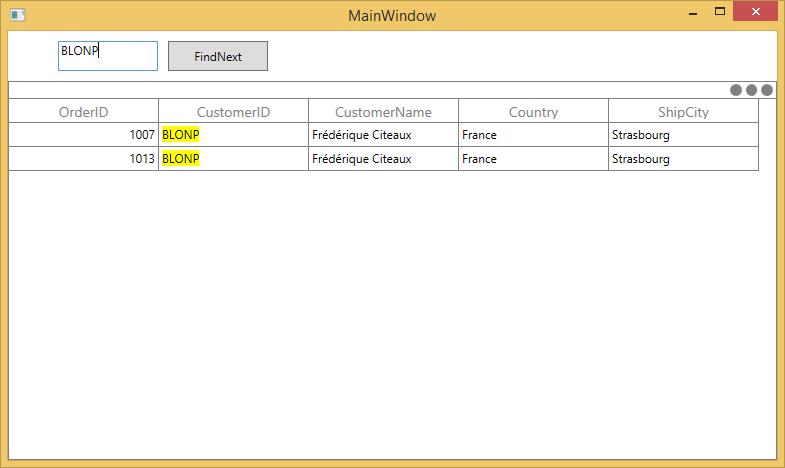 MainWindow
BLONP FindNext
OrderID CustomerID CustomerName Country ShipCity
1007 BLONP Frédérique Citeaux France Strasbourg
1013 BLONP Frédérique Citeaux France Strasbourg